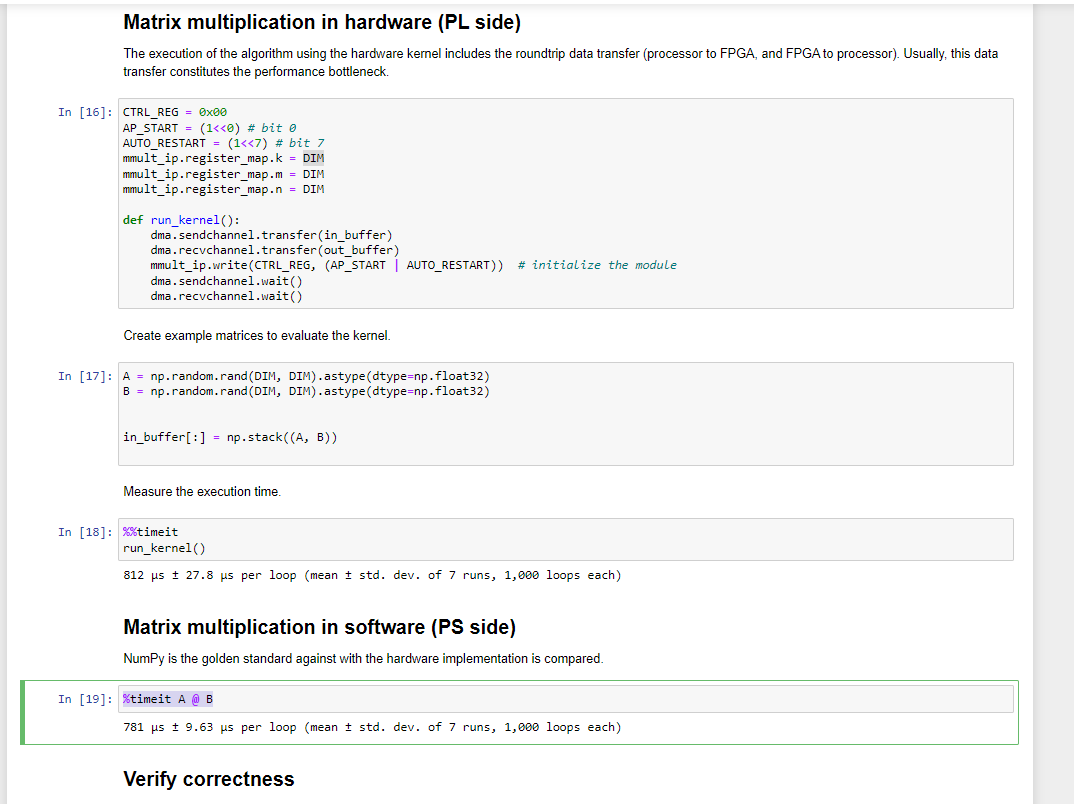 Matrix multiplication in hardware (PL side)
The execution of the algorithm using the hardware kernel includes the roundtrip data transfer (processor to FPGA, and FPGA to processor). Usually, this data
transfer constitutes the performance bottleneck.
In [16]: CTRL_REG = 0x00
AP_START = (1<<0) # bit 0
AUTO_RESTART = (1<<7) # bit 7
mmult_ip.register_map.k = DIM
mmult_ip.register_map.m = DIM
mmult_ip.register_map.n = DIM
def run_kernel():
    dma.sendchannel.transfer(in_buffer)
    dma.recvchannel.transfer(out_buffer)
    mmult_ip.write(CTRL_REG, (AP_START | AUTO_RESTART))  # initialize the module
    dma.sendchannel.wait()
    dma.recvchannel.wait()
Create example matrices to evaluate the kernel.
In [17]: A = np.random.rand(DIM, DIM).astype(dtype=np.float32)
B = np.random.rand(DIM, DIM).astype(dtype=np.float32)
in_buffer[:] = np.stack((A, B))
Measure the execution time.
In [18]: %%timeit
run_kernel()
812 µs ± 27.8 µs per loop (mean ± std. dev. of 7 runs, 1,000 loops each)
Matrix multiplication in software (PS side)
NumPy is the golden standard against with the hardware implementation is compared.
In [19]: %timeit A @ B
781 µs ± 9.63 µs per loop (mean ± std. dev. of 7 runs, 1,000 loops each)
Verify correctness